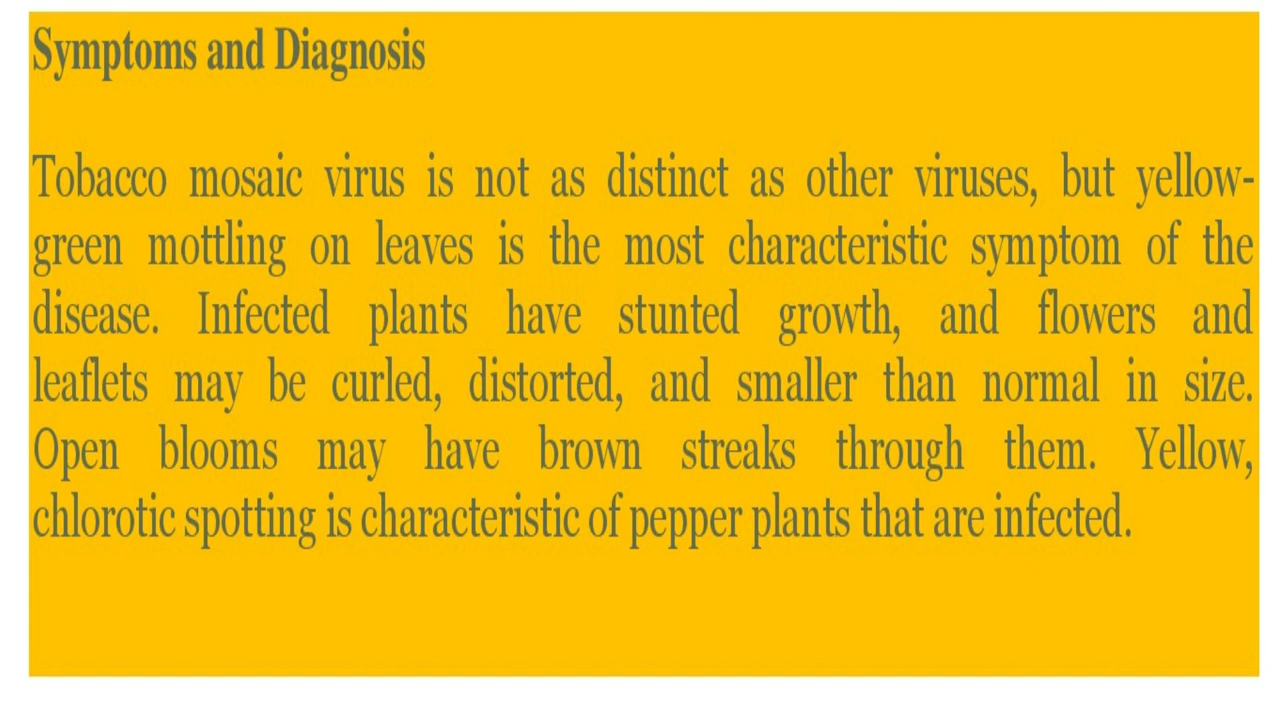 Symptoms and Diagnosis
Tobacco mosaic virus is not as distinct as other viruses, but yellow-
green mottling on leaves is the most characteristic symptom of the
disease. Infected plants have stunted growth, and flowers and
leaflets may be curled, distorted, and smaller than normal in size.
Open blooms may have brown streaks through them. Yellow,
chlorotic spotting is characteristic of pepper plants that are infected.